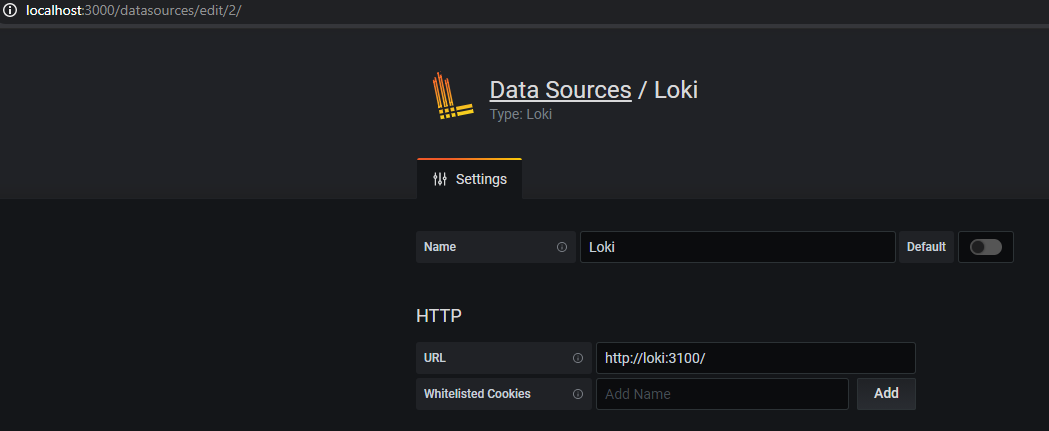 localhost:3000/datasources/edit/2/
Data Sources / Loki
Type: Loki
Settings
Name Loki Default
HTTP
URL http://loki:3100/
Whitelisted Cookies Add Name Add